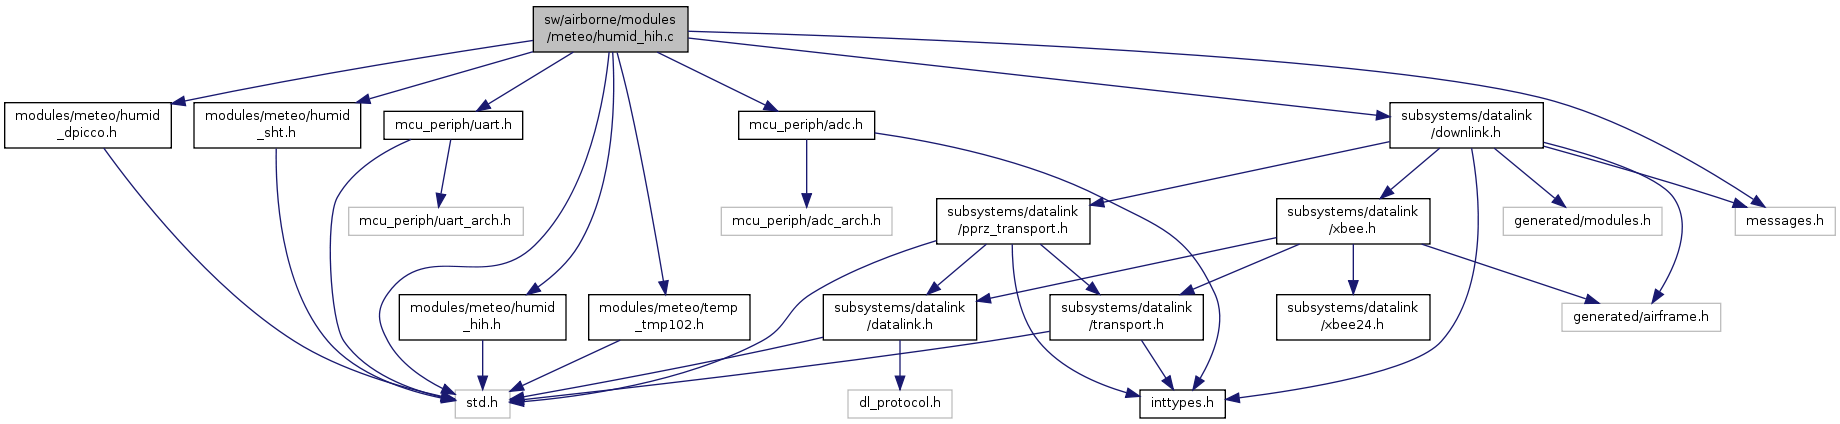 sw/airborne/modules
/meteo/humid_hih.c
modules/meteo/humid
_dpicco.h
modules/meteo/humid
_sht.h
mcu_periph/uart.h
mcu_periph/adc.h
subsystems/datalink
/downlink.h
mcu_periph/uart_arch.h
mcu_periph/adc_arch.h
subsystems/datalink
/pprz_transport.h
subsystems/datalink
/xbee.h
generated/modules.h
messages.h
modules/meteo/humid
_hih.h
modules/meteo/temp
_tmp102.h
subsystems/datalink
/datalink.h
subsystems/datalink
/transport.h
subsystems/datalink
/xbee24.h
generated/airframe.h
std.h
dl_protocol.h
inttypes.h